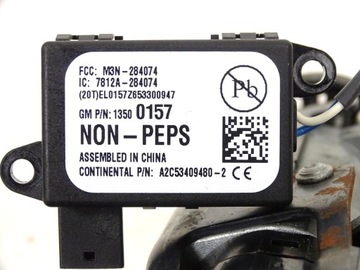 FCC: M3N-284074
IC: 7812A-284074
(20T)EL0157Z653300947
GM P/N: 1350 0157
Pb
NON-PEPS
ASSEMBLED IN CHINA
CONTINENTAL P/N: A2C53409480-2 CE